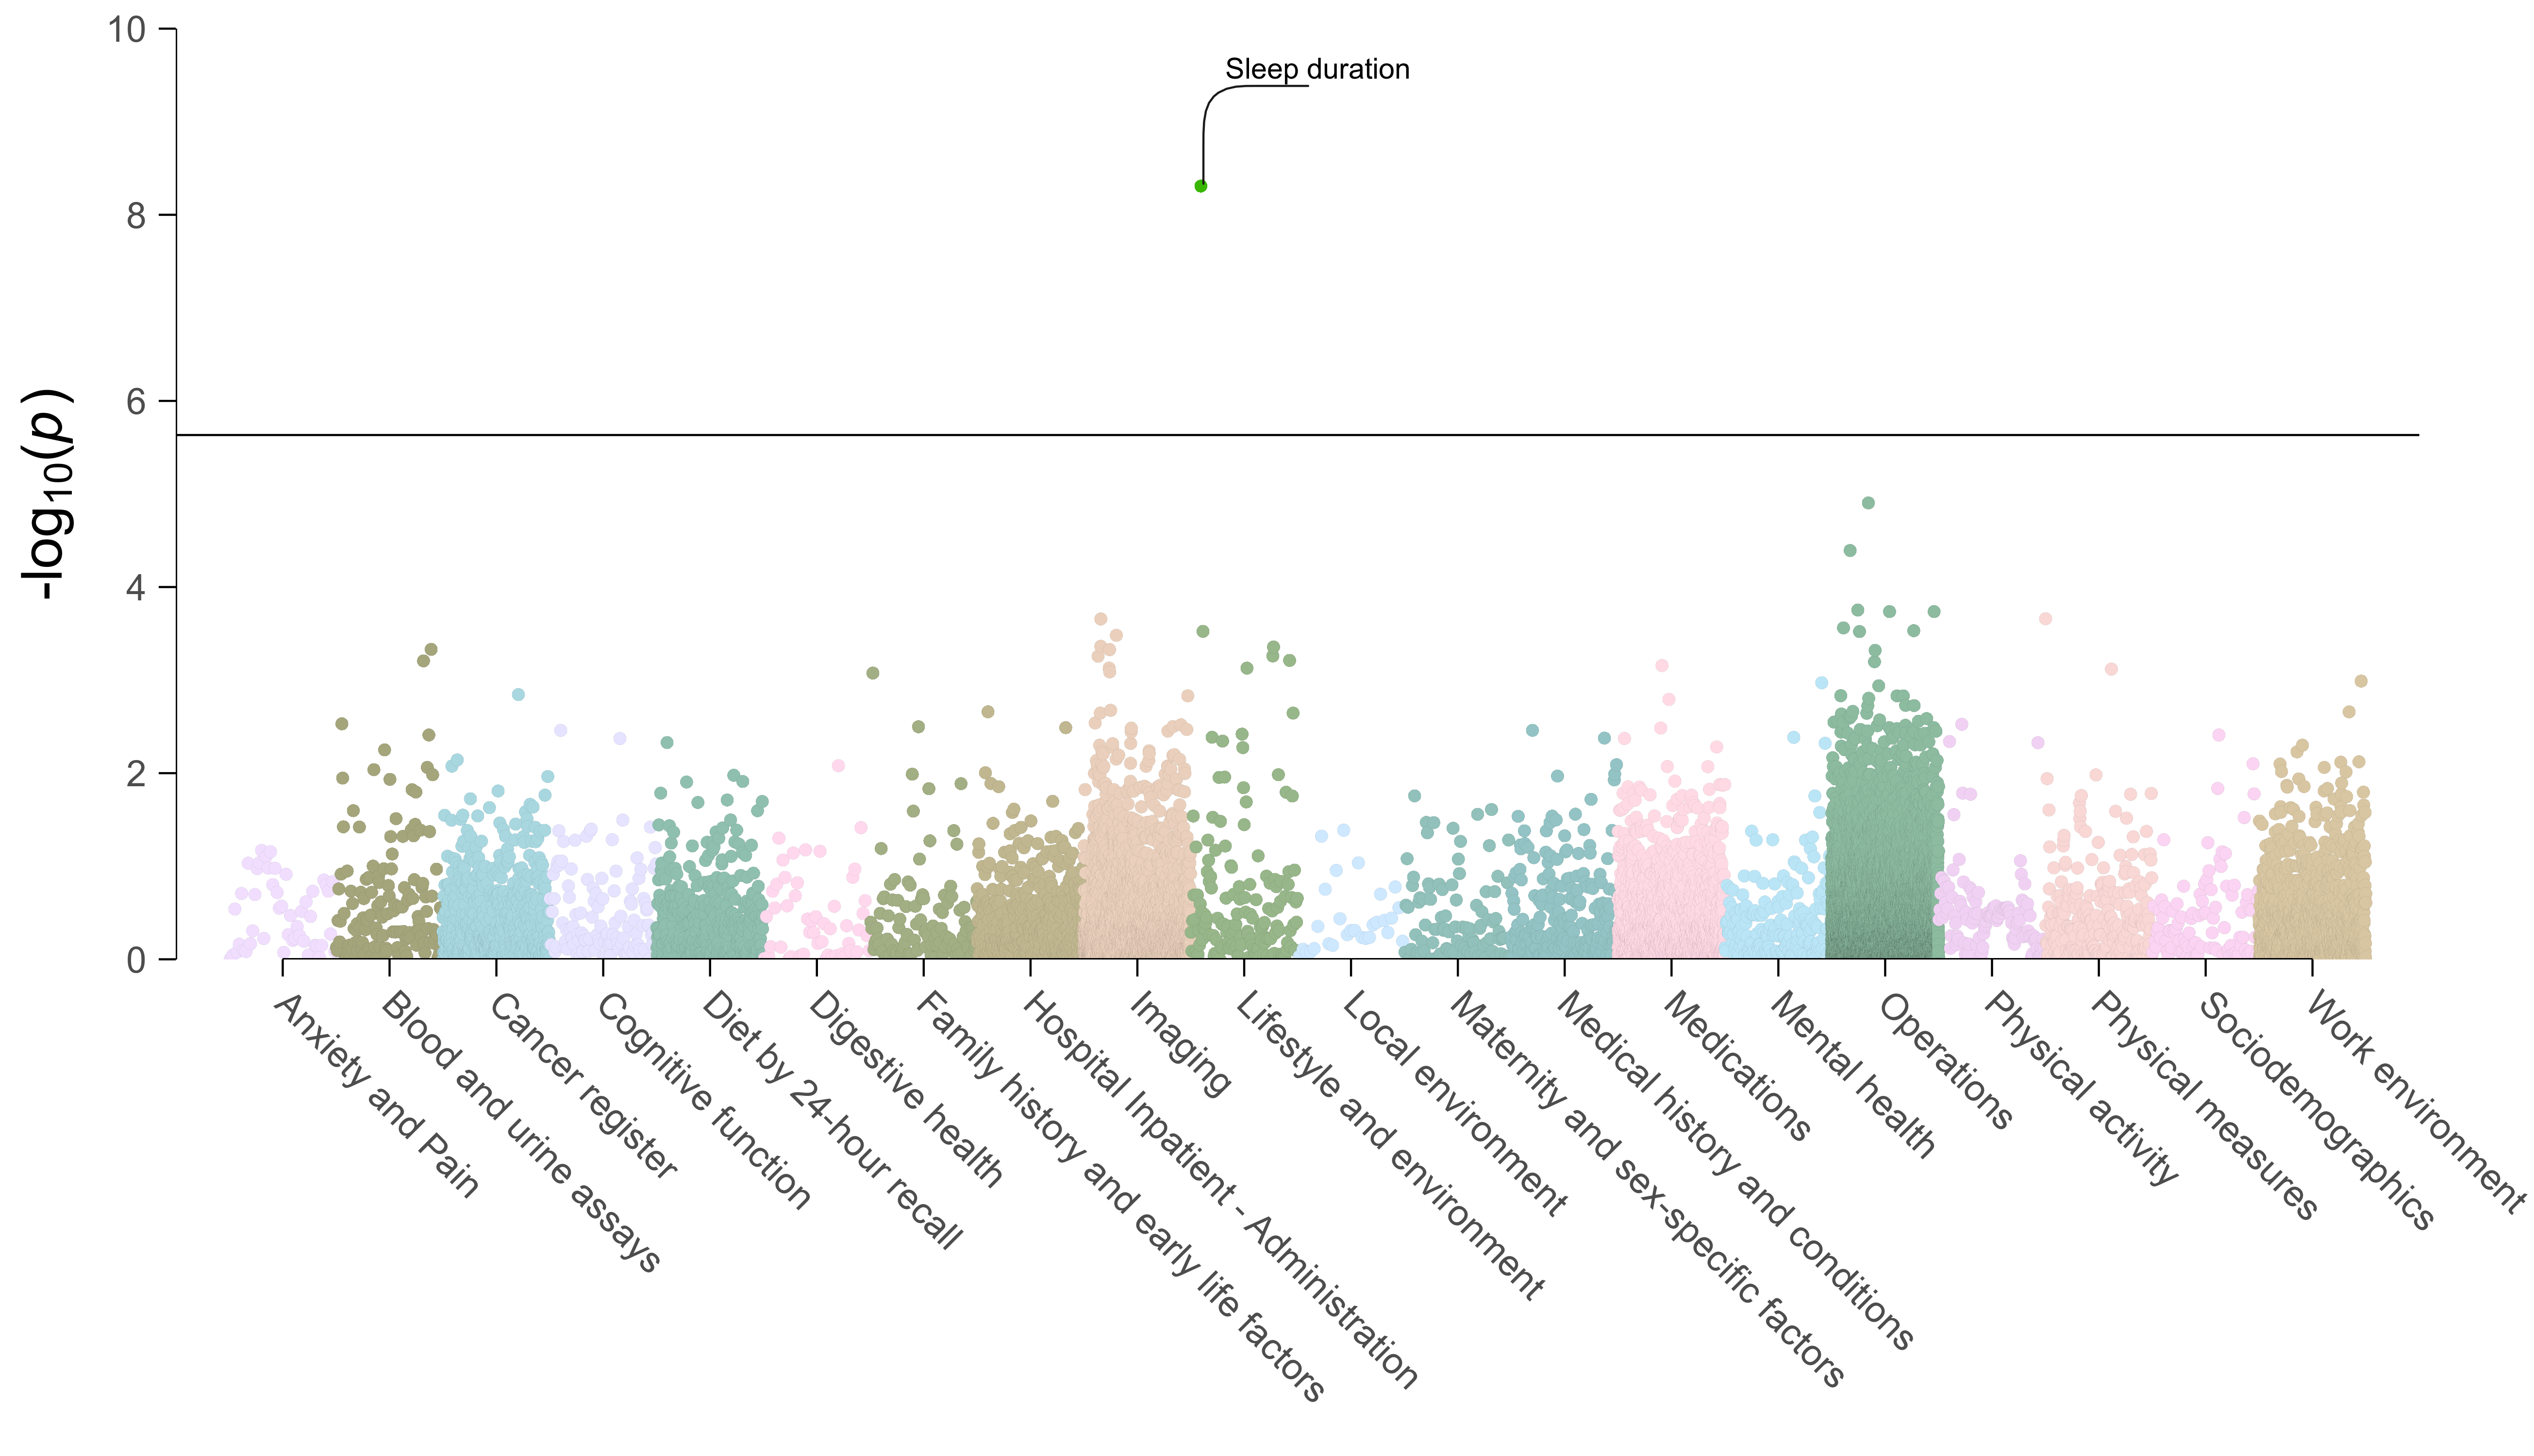 10
Sleep duration
8
6
-log10(p)
4
2
0
Anxiety and Pain
Blood and urine assays
Cancer register
Cognitive function
Diet by 24-hour recall
Digestive health
Family history and early life factors
Hospital Inpatient - Administration
Imaging
Lifestyle and environment
Local environment
Maternity and sex-specific factors
Medical history and conditions
Medications
Mental health
Operations
Physical activity
Physical measures
Sociodemographics
Work environment